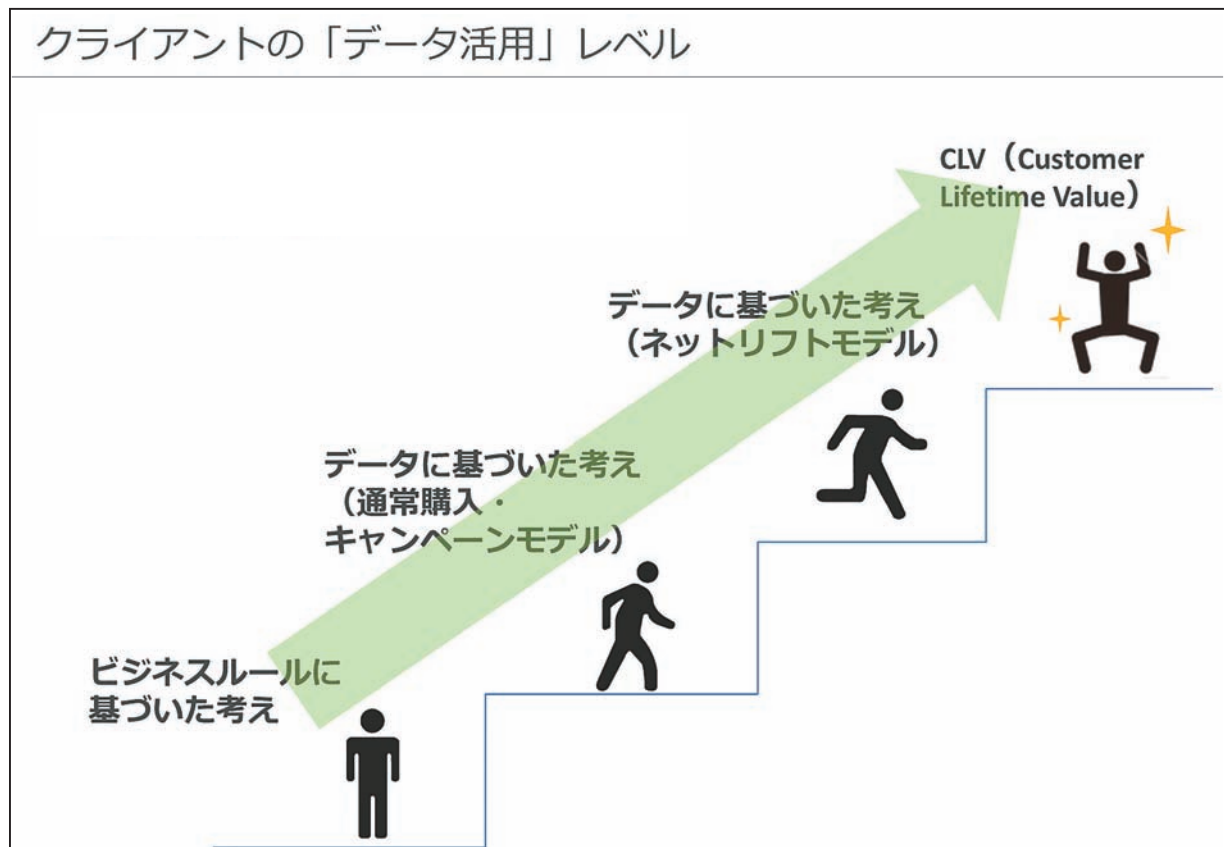 クライアントの「データ活用」レベル
CLV（Customer
Lifetime Value）
データに基づいた考え
（ネットリフトモデル）
データに基づいた考え
（通常購入・
キャンペーンモデル）
ビジネスルールに
基づいた考え